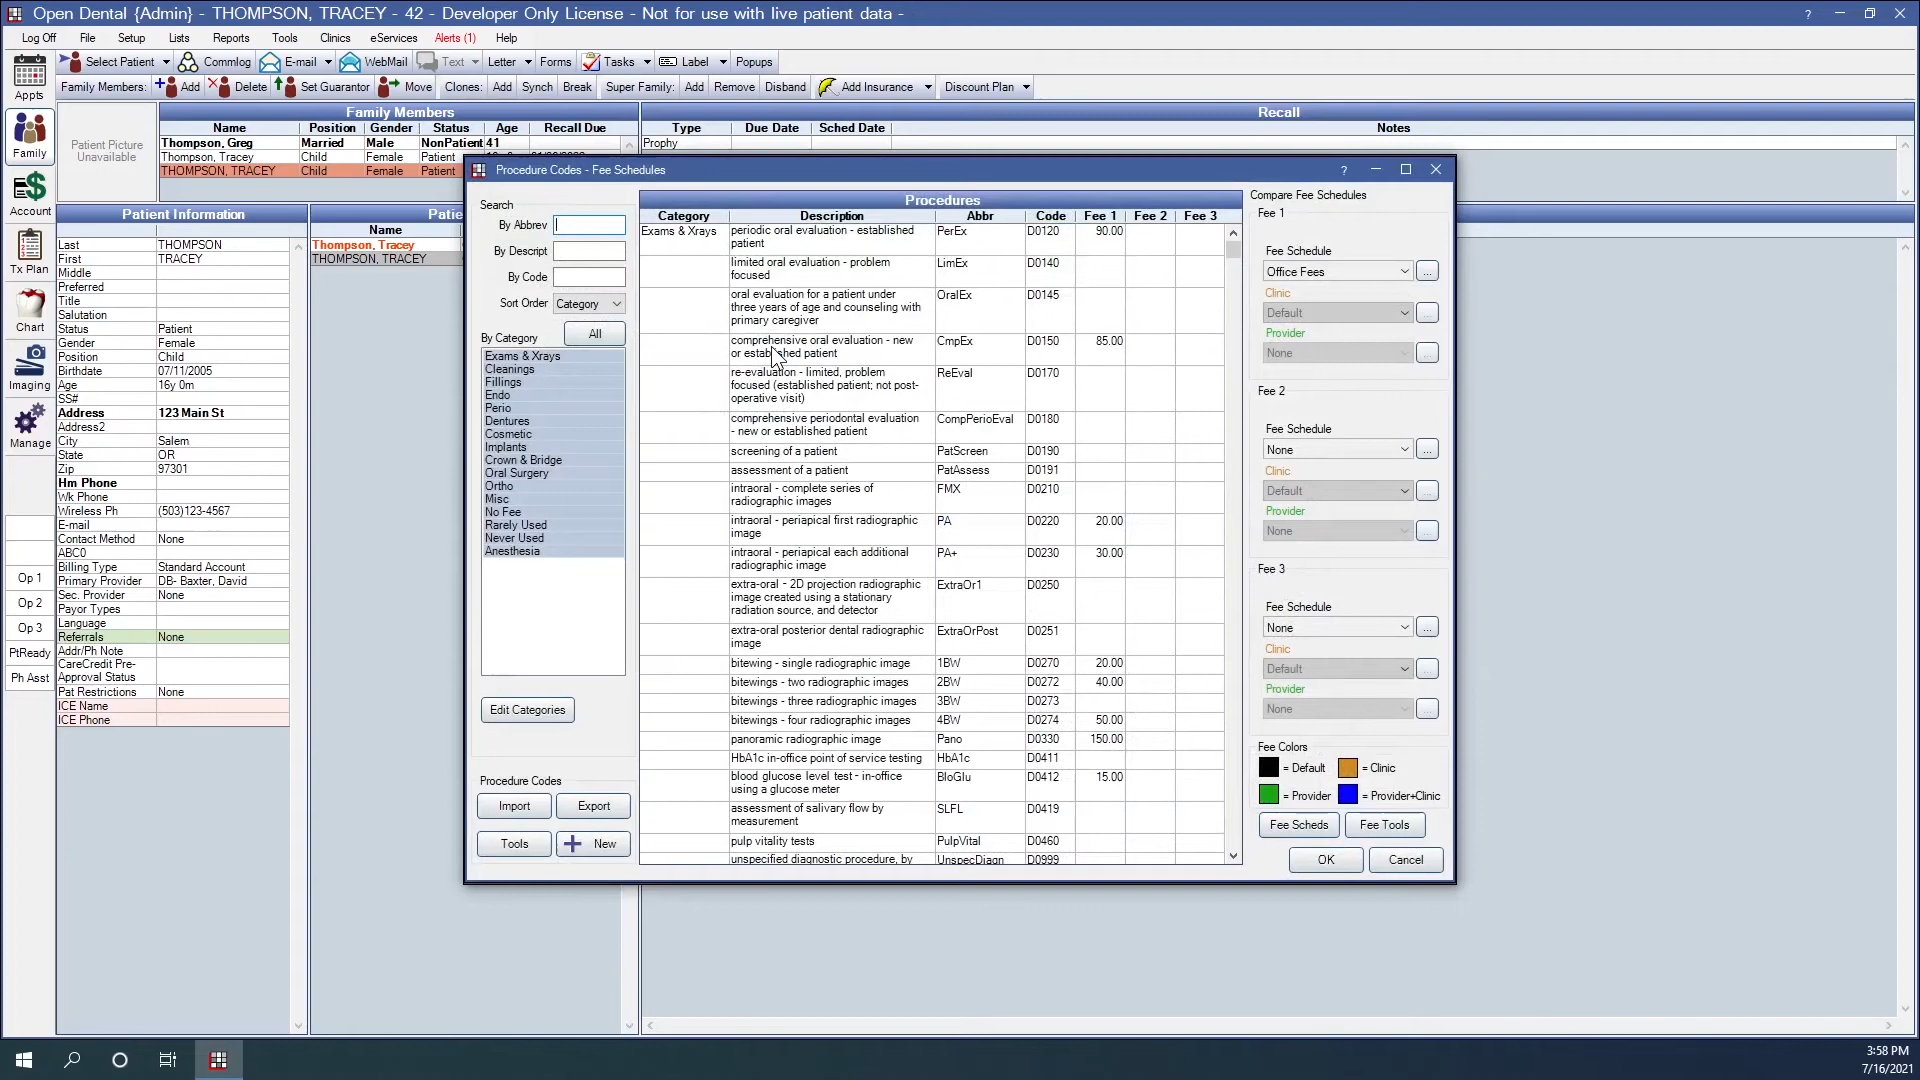 Open Dental {Admin} - THOMPSON, TRACEY - 42 - Developer Only License - Not for use with live patient data -
Log Off File Setup Lists Reports Tools Clinics eServices Alerts (1) Help
Select Patient Commlog E-mail WebMail Text Letter Forms Tasks Label Popups
Family Members: Add Delete Set Guarantor Move Clones: Add Synch Break Super Family: Add Remove Disband Add Insurance Discount Plan
Appts
Family
Account
Tx Plan
Chart
Imaging
Manage
Op 1
Op 2
Op 3
PtReady
Ph Asst
Patient Picture
Unavailable
Family Members
Name Position Gender Status Age Recall Due
Thompson, Greg Married Male NonPatient 41
Thompson, Tracey Child Female Patient
THOMPSON, TRACEY Child Female Patient
Recall
Type Due Date Sched Date Notes
Prophy
Patient Information
Last THOMPSON
First TRACEY
Middle
Preferred
Title
Salutation
Status Patient
Gender Female
Position Child
Birthdate 07/11/2005
Age 16y 0m
SS#
Address 123 Main St
Address2
City Salem
State OR
Zip 97301
Hm Phone
Wk Phone
Wireless Ph (503)123-4567
E-mail
Contact Method None
ABC0
Billing Type Standard Account
Primary Provider DB- Baxter, David
Sec. Provider None
Payor Types
Language
Referrals None
Addr/Ph Note
CareCredit Pre-
Approval Status
Pat Restrictions None
ICE Name
ICE Phone
Name
Thompson, Tracey
THOMPSON, TRACEY
Procedure Codes - Fee Schedules
Search
By Abbrev
By Descript
By Code
Sort Order Category
By Category All
Exams & Xrays
Cleanings
Fillings
Endo
Perio
Dentures
Cosmetic
Implants
Crown & Bridge
Oral Surgery
Ortho
Misc
No Fee
Rarely Used
Never Used
Anesthesia
Edit Categories
Procedure Codes
Import Export
Tools New
Procedures
Category Description Abbr Code Fee 1 Fee 2 Fee 3
Exams & Xrays periodic oral evaluation - established PerEx D0120 90.00
patient
limited oral evaluation - problem LimEx D0140
focused
oral evaluation for a patient under OralEx D0145
three years of age and counseling with
primary caregiver
comprehensive oral evaluation - new CmpEx D0150 85.00
or established patient
re-evaluation - limited, problem ReEval D0170
focused (established patient; not post-
operative visit)
comprehensive periodontal evaluation CompPerioEval D0180
- new or established patient
screening of a patient PatScreen D0190
assessment of a patient PatAssess D0191
intraoral - complete series of FMX D0210
radiographic images
intraoral - periapical first radiographic PA D0220 20.00
image
intraoral - periapical each additional PA+ D0230 30.00
radiographic image
extra-oral - 2D projection radiographic ExtraOr1 D0250
image created using a stationary
radiation source, and detector
extra-oral posterior dental radiographic ExtraOrPost D0251
image
bitewing - single radiographic image 1BW D0270 20.00
bitewings - two radiographic images 2BW D0272 40.00
bitewings - three radiographic images 3BW D0273
bitewings - four radiographic images 4BW D0274 50.00
panoramic radiographic image Pano D0330 150.00
HbA1c in-office point of service testing HbA1c D0411
blood glucose level test - in-office BloGlu D0412 15.00
using a glucose meter
assessment of salivary flow by SLFL D0419
measurement
pulp vitality tests PulpVital D0460
unspecified diagnostic procedure, by UnspecDiagn D0999
Compare Fee Schedules
Fee 1
Fee Schedule
Office Fees ...
Clinic
Default ...
Provider
None ...
Fee 2
Fee Schedule
None ...
Clinic
Default ...
Provider
None ...
Fee 3
Fee Schedule
None ...
Clinic
Default ...
Provider
None ...
Fee Colors
= Default = Clinic
= Provider = Provider+Clinic
Fee Scheds Fee Tools
OK Cancel
3:58 PM
7/16/2021